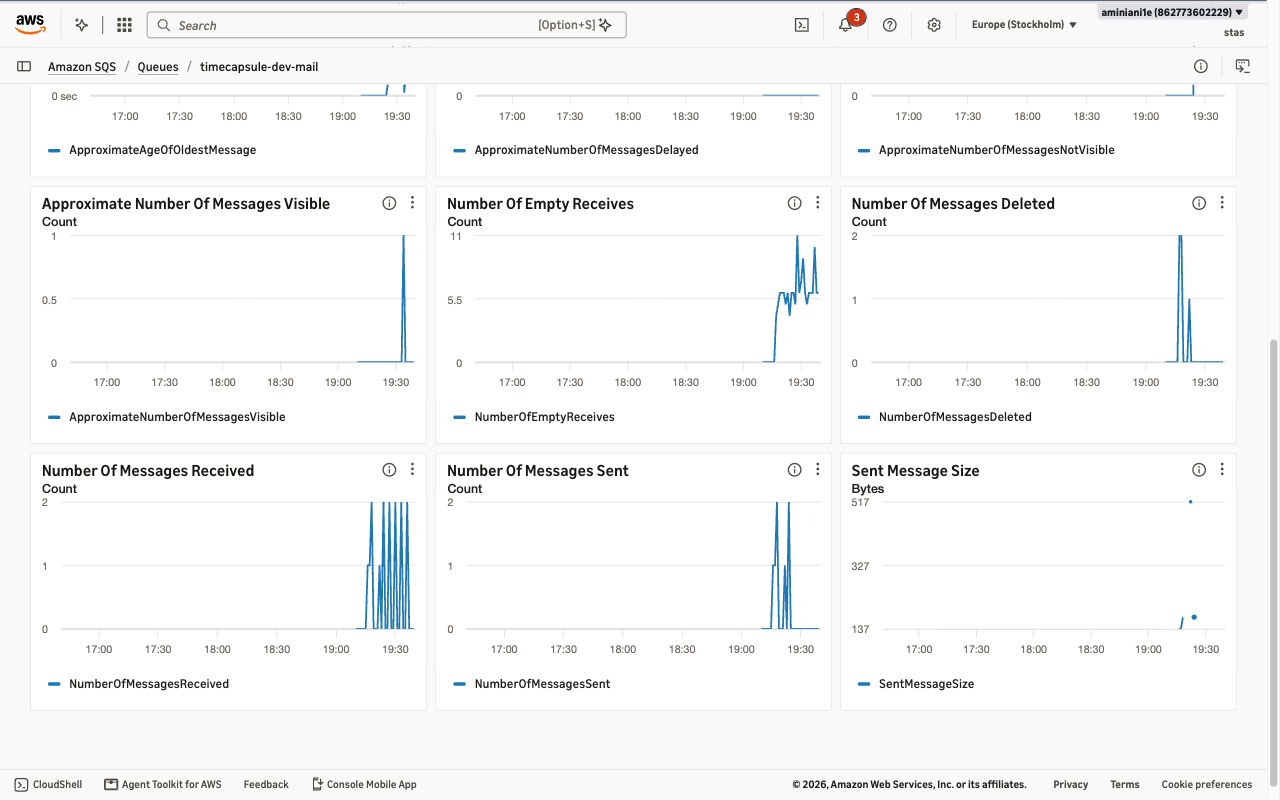 aws
Search
[Option+S]
3
Europe (Stockholm) ▼
aminiani1e (862773602229) ▼
stas
Amazon SQS / Queues / timecapsule-dev-mail
0 sec
17:00 17:30 18:00 18:30 19:00 19:30
ApproximateAgeOfOldestMessage
0
17:00 17:30 18:00 18:30 19:00 19:30
ApproximateNumberOfMessagesDelayed
0
17:00 17:30 18:00 18:30 19:00 19:30
ApproximateNumberOfMessagesNotVisible
Approximate Number Of Messages Visible
Count
1
0.5
0
17:00 17:30 18:00 18:30 19:00 19:30
ApproximateNumberOfMessagesVisible
Number Of Empty Receives
Count
11
5.5
0
17:00 17:30 18:00 18:30 19:00 19:30
NumberOfEmptyReceives
Number Of Messages Deleted
Count
2
1
0
17:00 17:30 18:00 18:30 19:00 19:30
NumberOfMessagesDeleted
Number Of Messages Received
Count
2
1
0
17:00 17:30 18:00 18:30 19:00 19:30
NumberOfMessagesReceived
Number Of Messages Sent
Count
2
1
0
17:00 17:30 18:00 18:30 19:00 19:30
NumberOfMessagesSent
Sent Message Size
Bytes
517
327
137
17:00 17:30 18:00 18:30 19:00 19:30
SentMessageSize
CloudShell Agent Toolkit for AWS Feedback Console Mobile App © 2026, Amazon Web Services, Inc. or its affiliates. Privacy Terms Cookie preferences